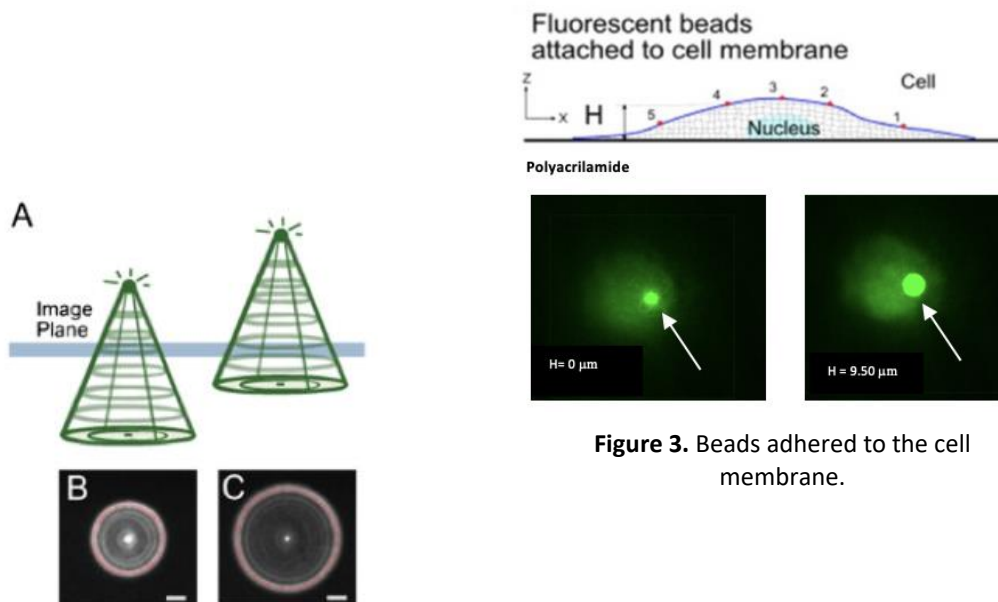 A
Image
Plane
B
C
Fluorescent beads
attached to cell membrane
Z
X
H
Cell
5
4
3
2
1
Nucleus
Polyacrilamide
H= 0 µm
H = 9.50 µm
Figure 3. Beads adhered to the cell
membrane.